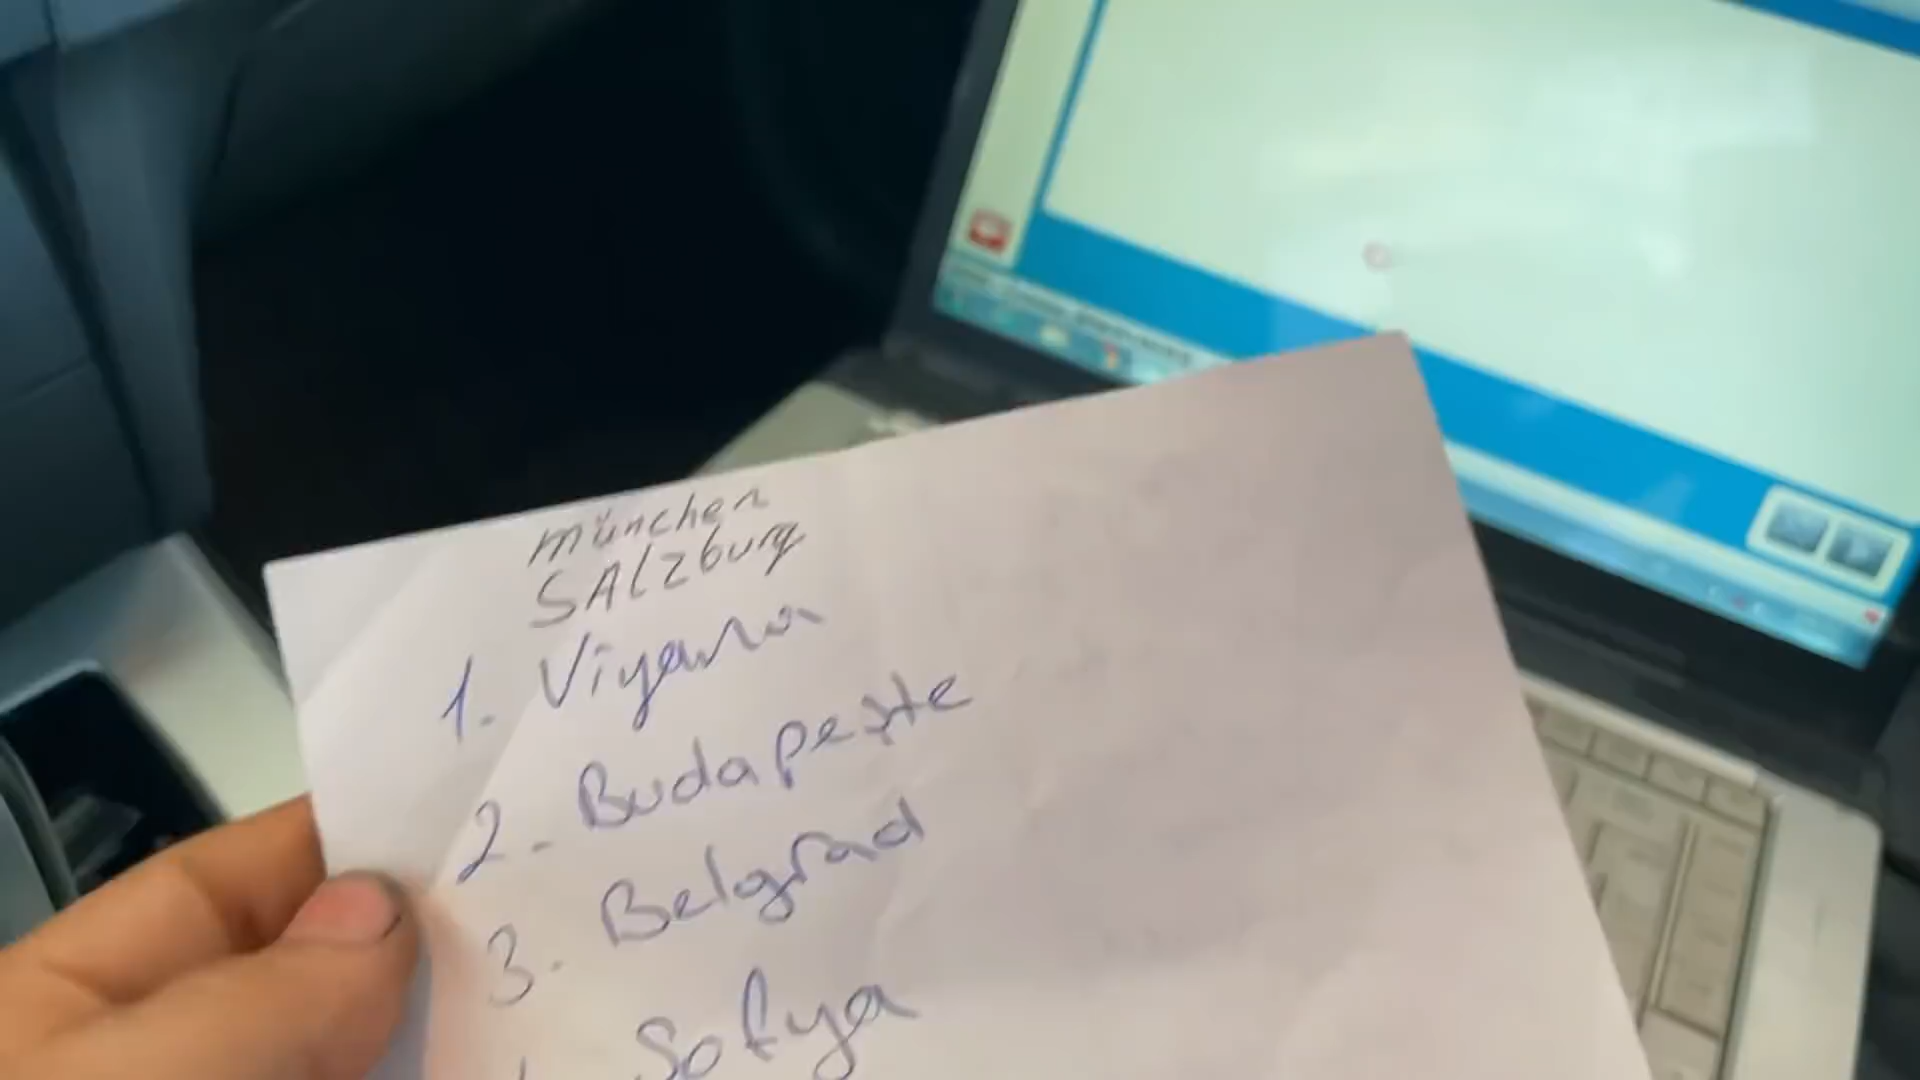 münchen
SALzburg
1. Viyana
2. Budapeşte
3. Belgrad
Sofya